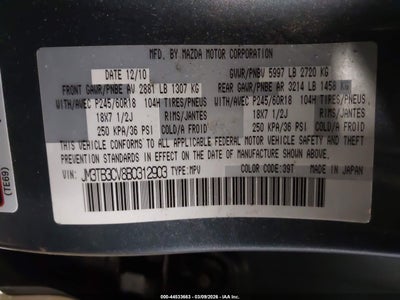 MFD. BY MAZDA MOTOR CORPORATION
DATE 12/10 GVWR/PNBV 5997 LB 2720 KG
FRONT GAWR/PNBE AV 2881 LB 1307 KG REAR GAWR/PNBE AR 3214 LB 1458 KG
WITH/AVEC P245/60R18 104H TIRES/PNEUS WITH/AVEC P245/60R18 104H TIRES/PNEUS
18X7 1/2J RIMS/JANTES 18X7 1/2J RIMS/JANTES
250 KPA/36 PSI COLD/A FROID 250 KPA/36 PSI COLD/A FROID
THIS VEHICLE CONFORMS TO ALL APPLICABLE FEDERAL MOTOR VEHICLE SAFETY AND
THEFT PREVENTION STANDARDS IN EFFECT ON THE
DATE OF MANUFACTURE SHOWN ABOVE.
VIN: JM3TB3CV8B0312903 TYPE: MPV COLOR CODE: 39T MADE IN JAPAN
(TE69)
000-44533663 | 03/09/2026 | IAA Inc.